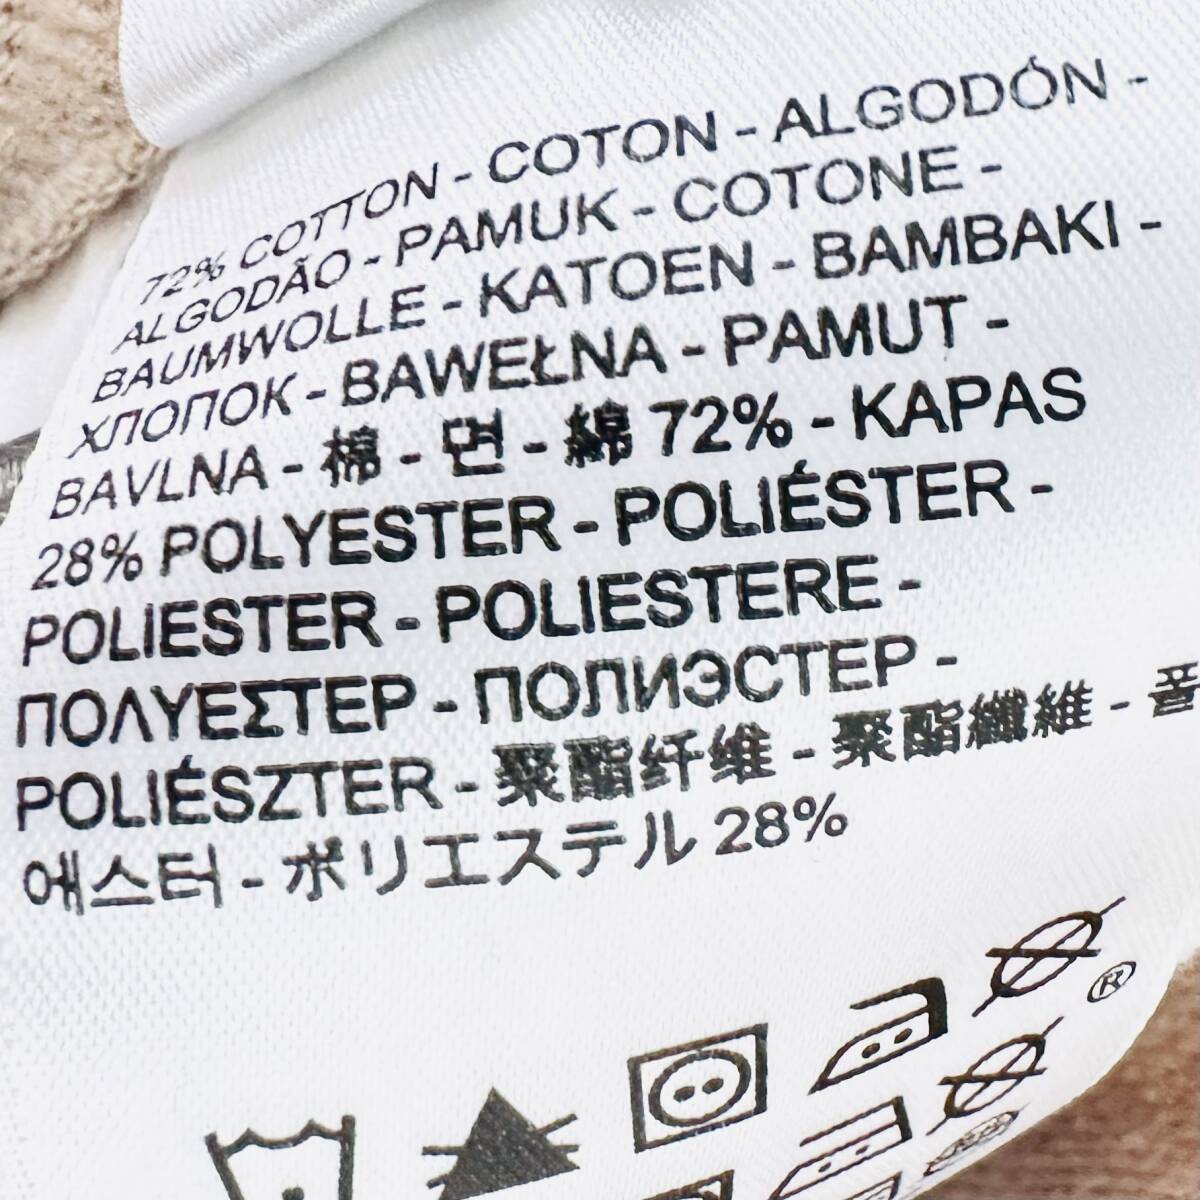 72% COTTON - COTON - ALGODÓN -
ALGODÃO - PAMUK - COTONE -
BAUMWOLLE - KATOEN - BAMBAKI -
ХЛОПОК - BAWEŁNA - PAMUT -
BAVLNA - 棉 - 면 - 綿 72% - KAPAS
28% POLYESTER - POLIÉSTER -
POLIESTER - POLIESTERE -
ΠΟΛΥΕΣΤΕΡ - ПОЛИЭСТЕР -
POLIÉSZTER - 聚酯纤维 - 聚酯纖維 - 폴
에스터 - ポリエステル 28%
®